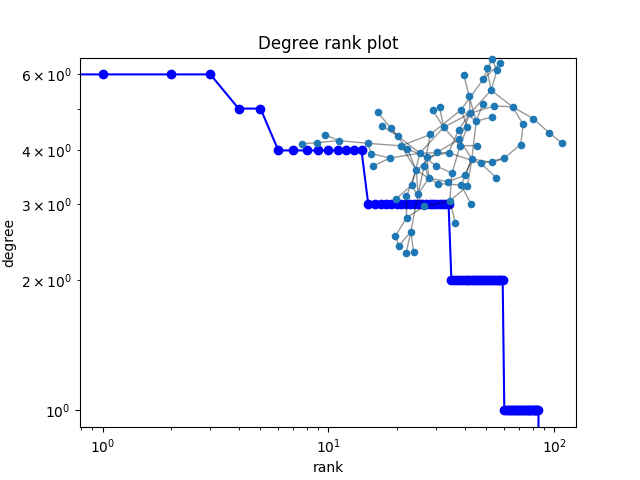 Degree rank plot
6 × 10⁰
4 × 10⁰
3 × 10⁰
2 × 10⁰
10⁰
degree
10⁰ 10¹ 10²
rank